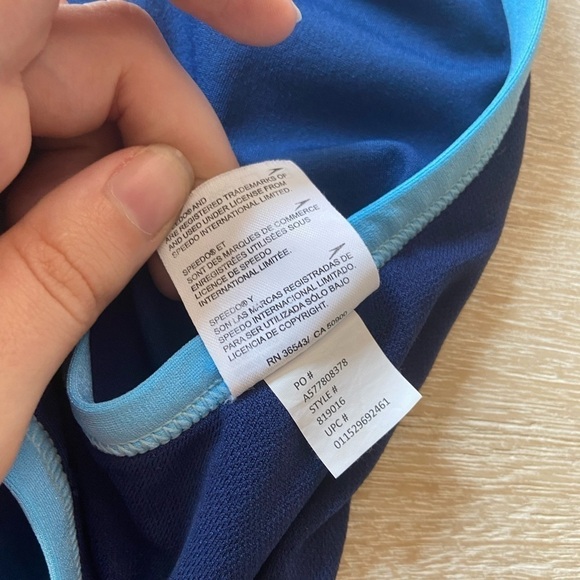 SPEEDO® AND
ARE REGISTERED TRADEMARKS OF
AND USED UNDER LICENSE FROM
SPEEDO INTERNATIONAL LIMITED.
SPEEDO® ET
SONT DES MARQUES DE COMMERCE
ENREGISTRÉES UTILISÉES SOUS
LICENCE DE SPEEDO
INTERNATIONAL LIMITÉE.
SPEEDO® Y
SON LAS MARCAS REGISTRADAS DE
SPEEDO INTERNATIONAL LIMITADO.
PARA SER UTILIZADA SÓLO BAJO
LICENCIA DE COPYRIGHT.
RN 36543/ CA
PO #
A577808378
STYLE #
819016
UPC #
011529692461